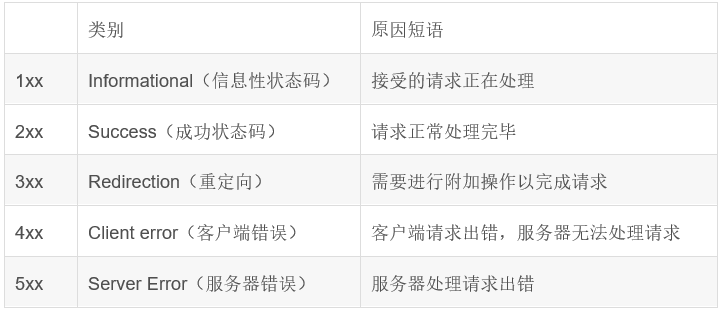 类别 原因短语
1xx Informational（信息性状态码） 接受的请求正在处理
2xx Success（成功状态码） 请求正常处理完毕
3xx Redirection（重定向） 需要进行附加操作以完成请求
4xx Client error（客户端错误） 客户端请求出错，服务器无法处理请求
5xx Server Error（服务器错误） 服务器处理请求出错